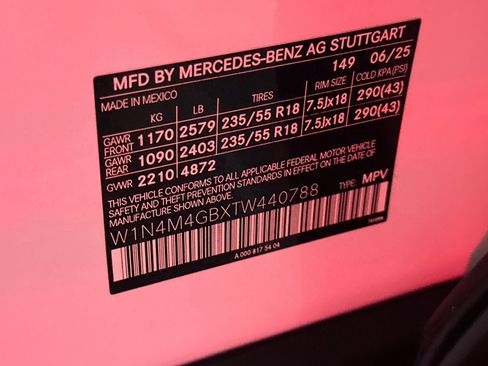 MFD BY MERCEDES-BENZ AG STUTTGART
MADE IN MEXICO 149 06/25
KG LB TIRES RIM SIZE COLD KPA(PSI)
GAWR FRONT 1170 2579 235/55 R18 7.5Jx18 290(43)
GAWR REAR 1090 2403 235/55 R18 7.5Jx18 290(43)
GVWR 2210 4872
THIS VEHICLE CONFORMS TO ALL APPLICABLE FEDERAL MOTOR VEHICLE
SAFETY AND THEFT PREVENTION STANDARDS IN EFFECT ON THE DATE OF
MANUFACTURE SHOWN ABOVE.
W1N4M4GBXTW440788 TYPE: MPV
A 000 817 54 04